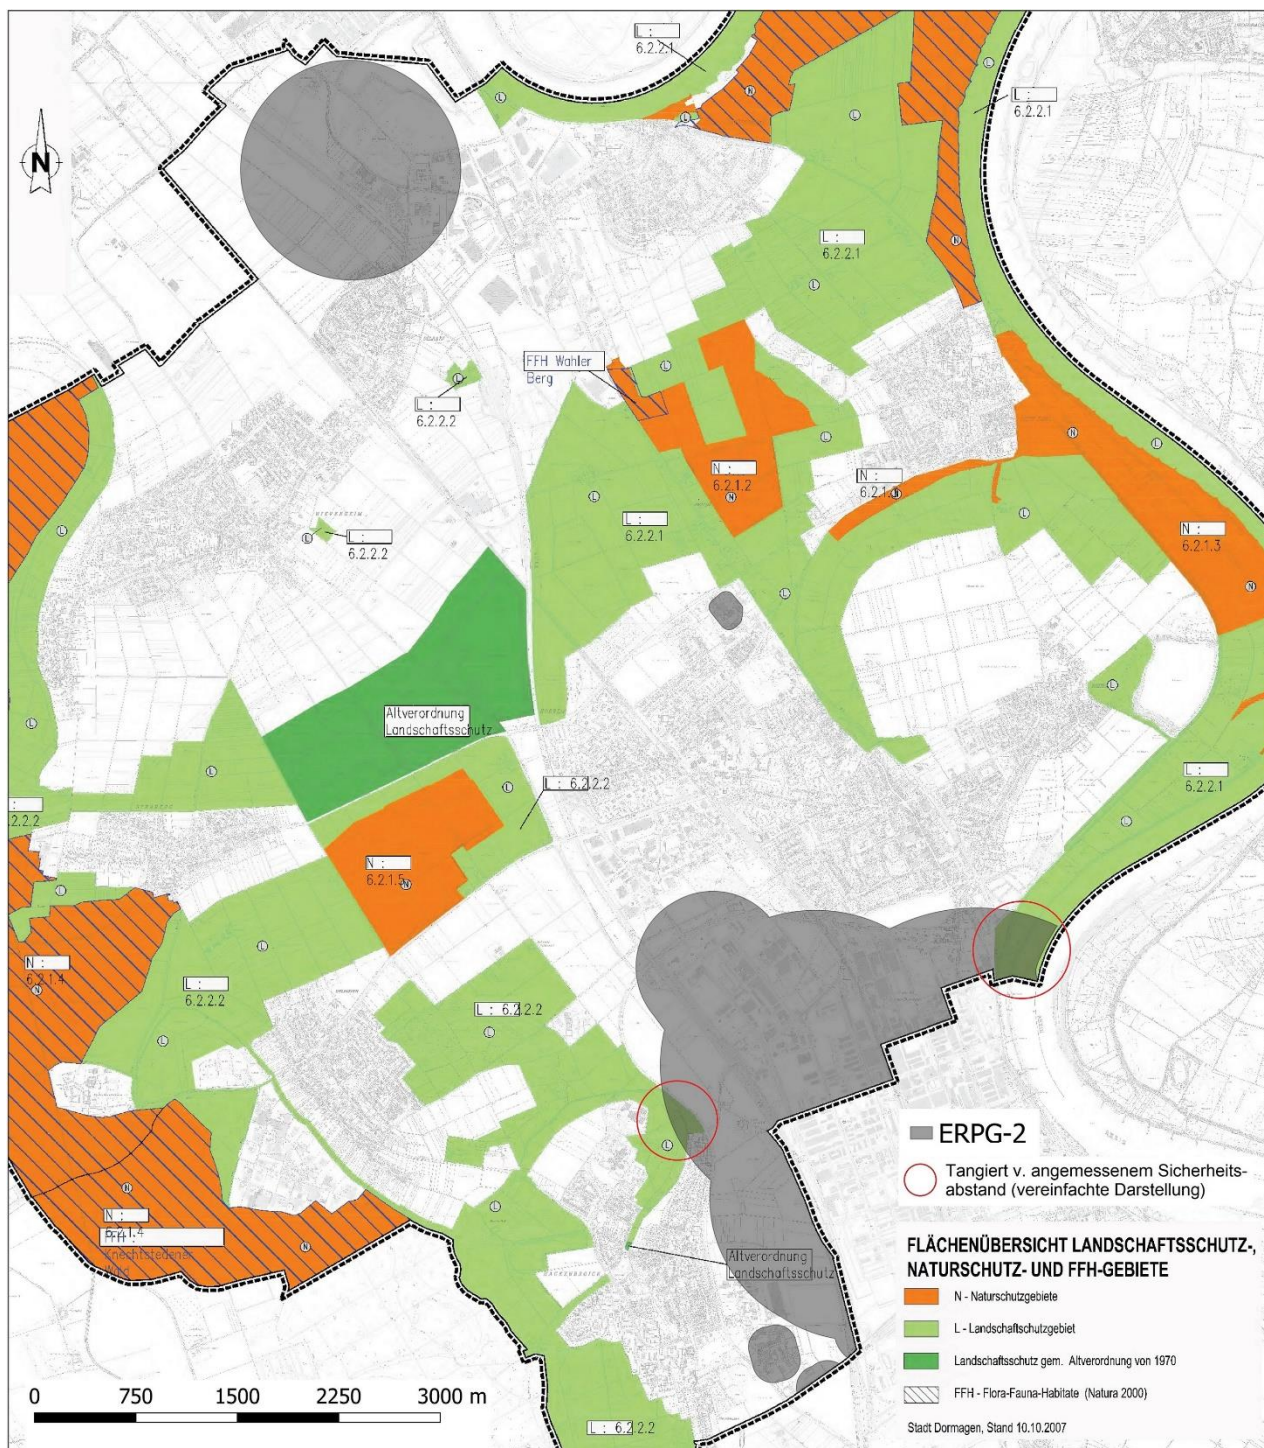 L :
6.2.2.1
L :
6.2.2.1
N
L :
6.2.2.1
FFH Wahler
Berg
L :
6.2.2.2
N :
6.2.1.2
N :
6.2.1.
L :
6.2.2.1
N :
6.2.1.3
L :
6.2.2.2
Altverordnung
Landschaftsschutz
L : 6.2.2.2
L :
6.2.2.1
:
2.2.2
N :
6.2.1.5
N :
6.2.1.4
L :
6.2.2.2
L : 6.2.2.2
ERPG-2
Tangiert v. angemessenem Sicherheits-
abstand (vereinfachte Darstellung)
N :
6.2.1.4
FFH :
Knechtstedener
Wald
Altverordnung
Landschaftsschutz
HACKENBROICH
FLÄCHENÜBERSICHT LANDSCHAFTSSCHUTZ-,
NATURSCHUTZ- UND FFH-GEBIETE
N - Naturschutzgebiete
L - Landschaftschutzgebiet
Landschaftsschutz gem. Altverordnung von 1970
FFH - Flora-Fauna-Habitate (Natura 2000)
Stadt Dormagen, Stand 10.10.2007
0 750 1500 2250 3000 m
L : 6.2.2.2